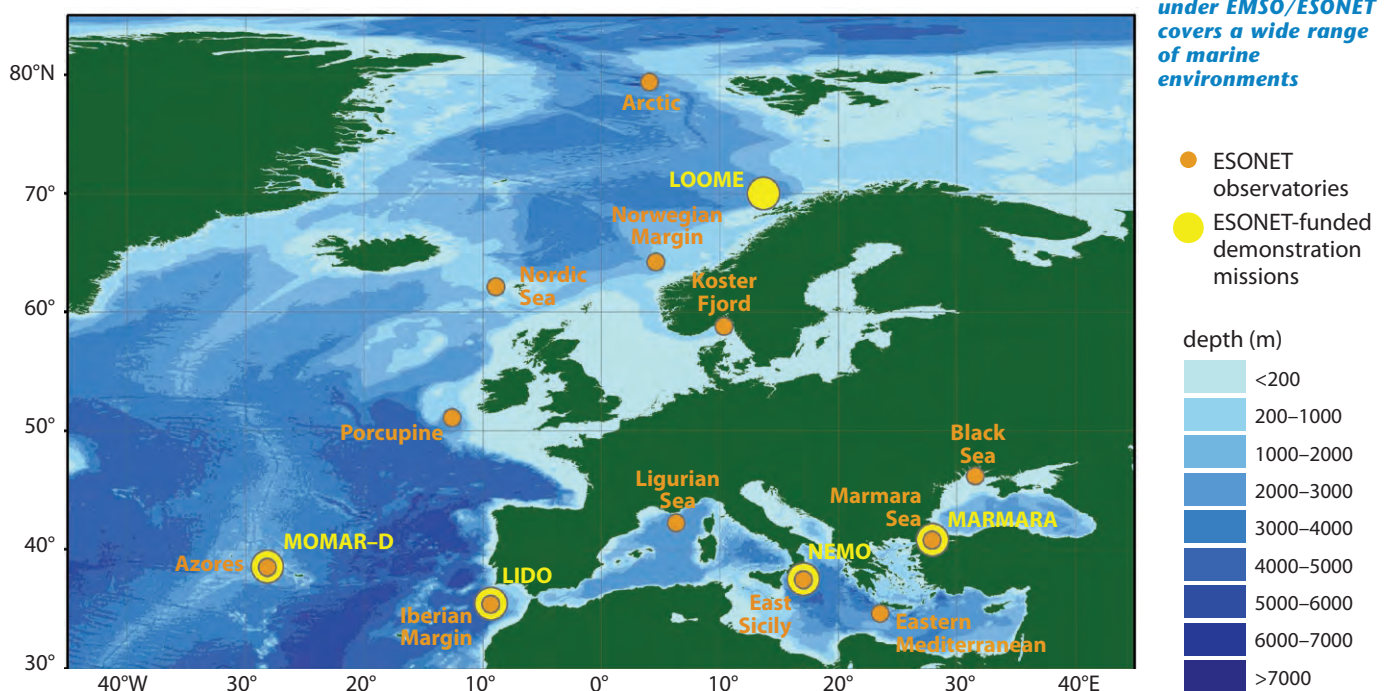 under EMSO/ESONET
covers a wide range
of marine
environments
80°N
70°
60°
50°
40°
30°
Arctic
LOOME
Norwegian
Margin
Nordic
Sea
Koster
Fjord
Porcupine
Black
Sea
Ligurian
Sea
Marmara
Sea
MARMARA
MOMAR–D
Azores
NEMO
LIDO
Iberian
Margin
East
Sicily
Eastern
Mediterranean
40°W
30°
20°
10°
0°
10°
20°
30°
40°E
ESONET
observatories
ESONET-funded
demonstration
missions
depth (m)
<200
200–1000
1000–2000
2000–3000
3000–4000
4000–5000
5000–6000
6000–7000
>7000